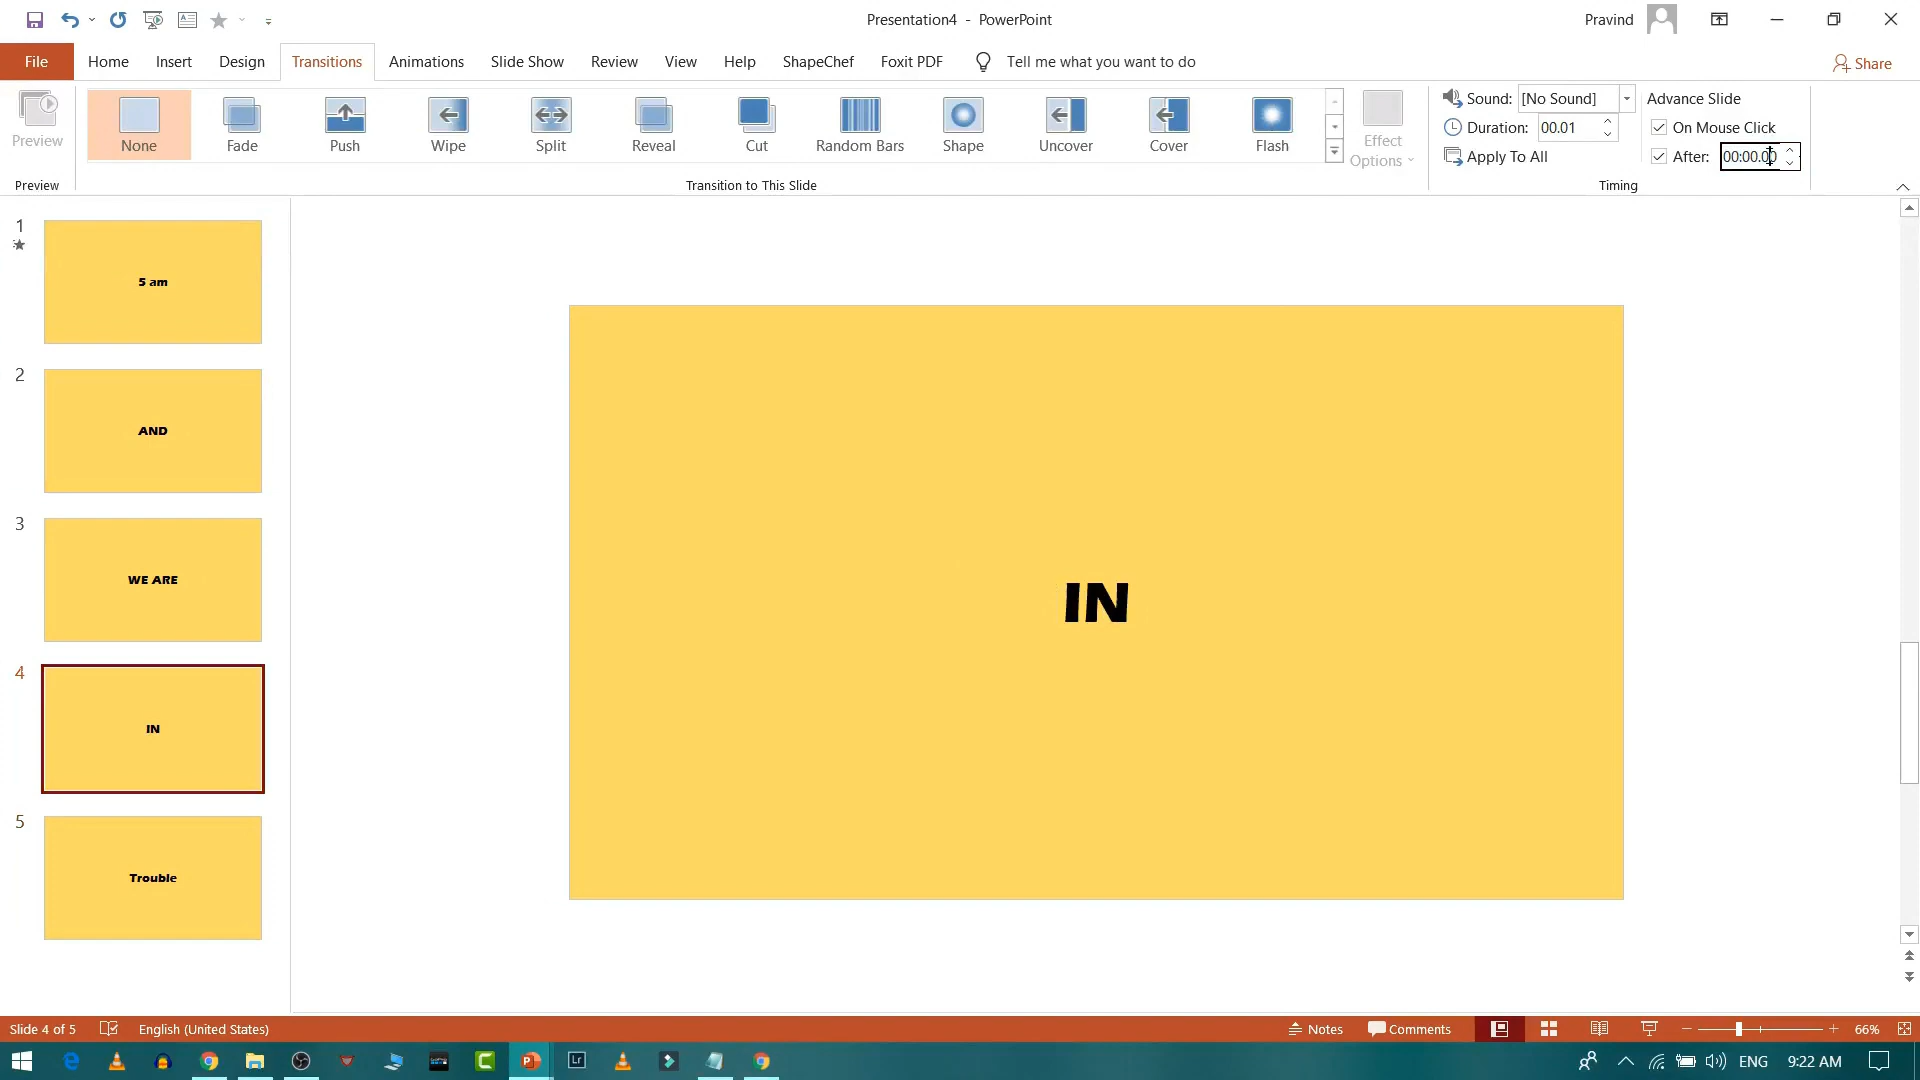 Presentation4 - PowerPoint
Pravind
File
Home
Insert
Design
Transitions
Animations
Slide Show
Review
View
Help
ShapeChef
Foxit PDF
Tell me what you want to do
Share
Preview
None
Fade
Push
Wipe
Split
Reveal
Cut
Random Bars
Shape
Uncover
Cover
Flash
Effect
Options
Sound: [No Sound]
Duration: 00.01
Apply To All
Advance Slide
On Mouse Click
After: 00:00.00
Preview
Transition to This Slide
Timing
1
5 am
2
AND
3
WE ARE
4
IN
5
Trouble
IN
Slide 4 of 5
English (United States)
Notes
Comments
66%
Lr
ENG
9:22 AM